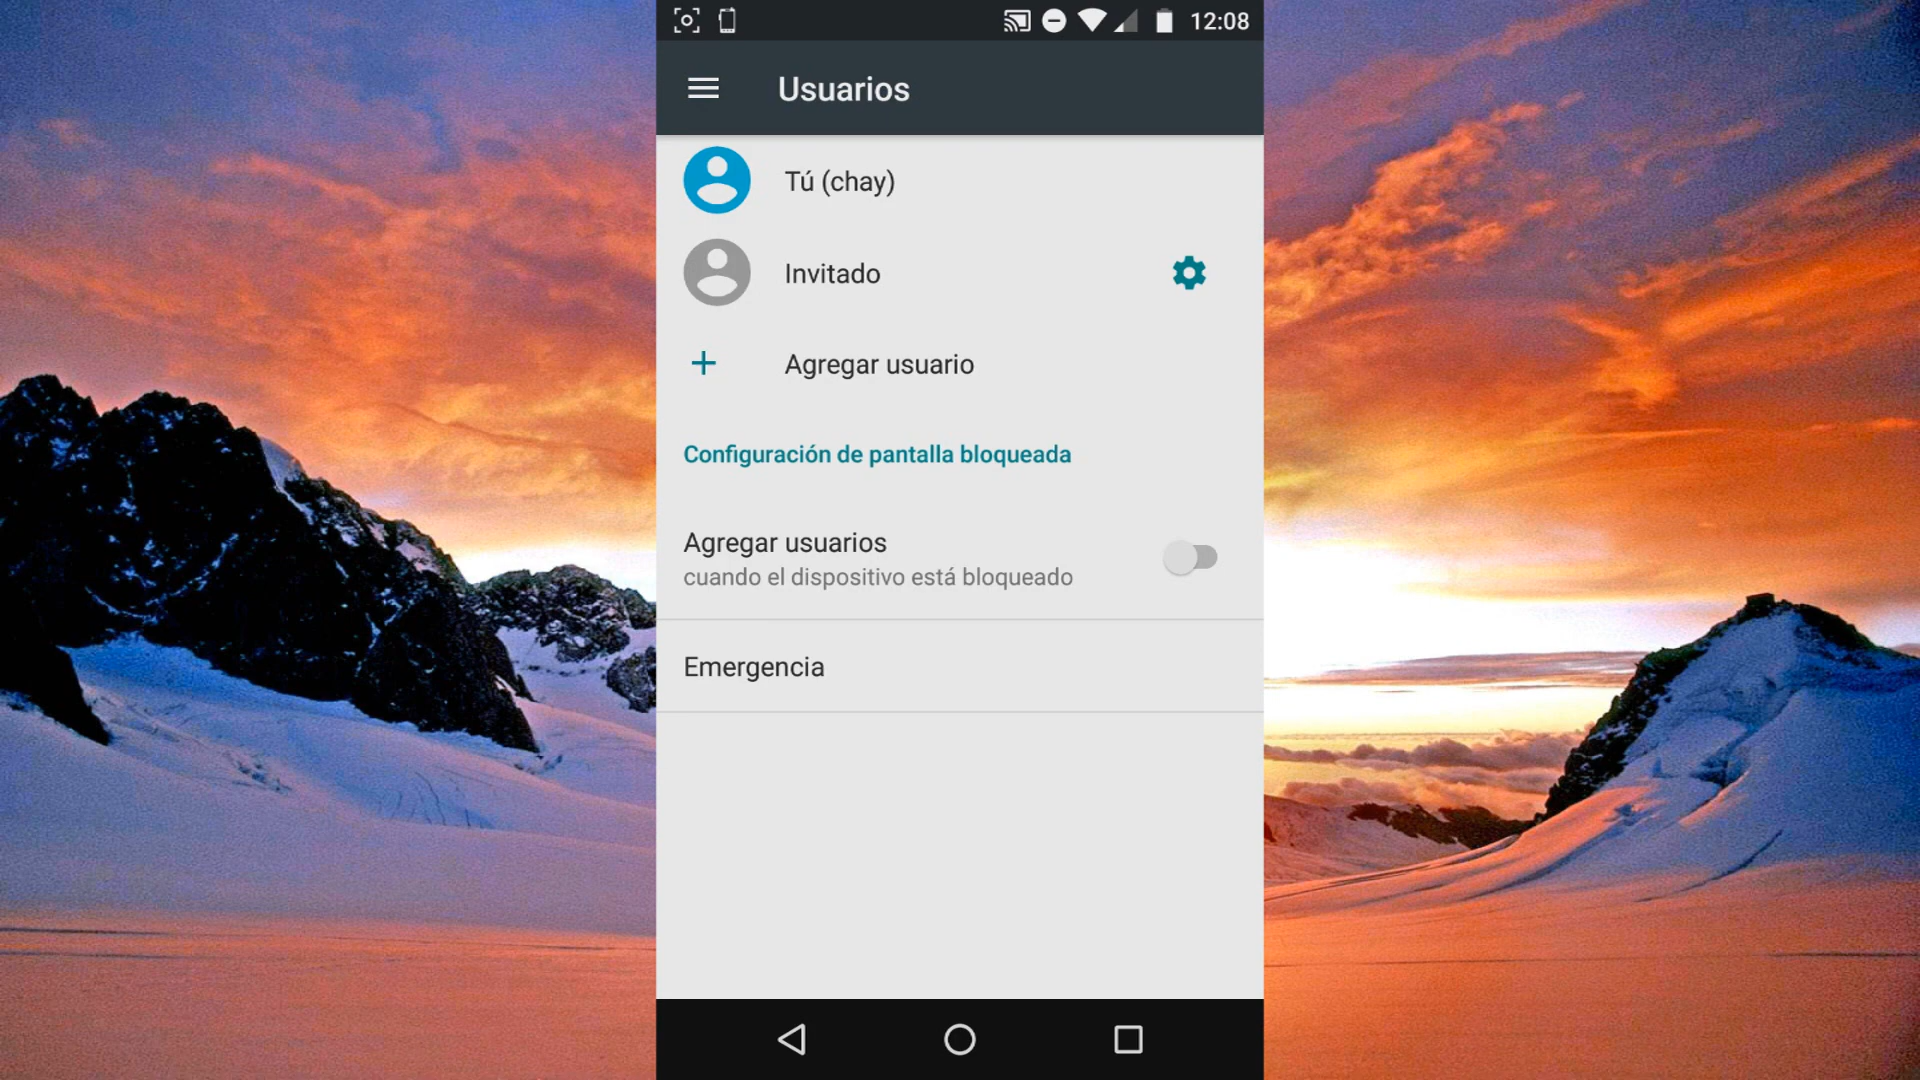 12:08
Usuarios
Tú (chay)
Invitado
Agregar usuario
Configuración de pantalla bloqueada
Agregar usuarios
cuando el dispositivo está bloqueado
Emergencia